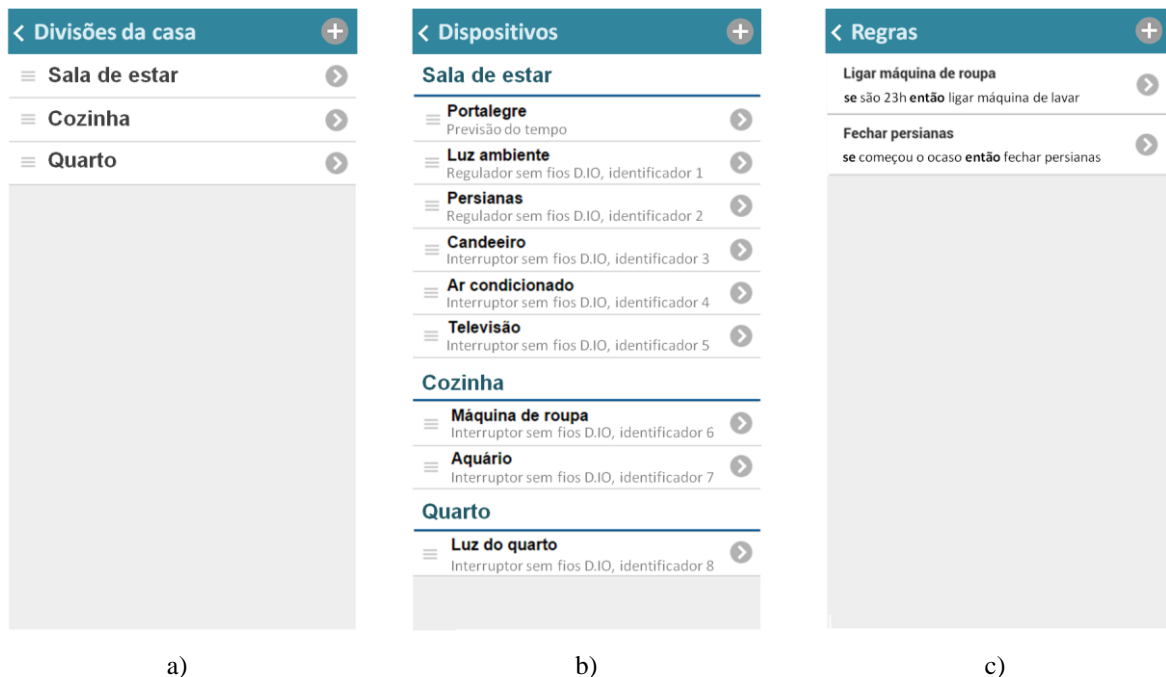 Divisões da casa
Sala de estar
Cozinha
Quarto
a)
Dispositivos
Sala de estar
Portalegre
Previsão do tempo
Luz ambiente
Regulador sem fios D.IO, identificador 1
Persianas
Regulador sem fios D.IO, identificador 2
Candeeiro
Interruptor sem fios D.IO, identificador 3
Ar condicionado
Interruptor sem fios D.IO, identificador 4
Televisão
Interruptor sem fios D.IO, identificador 5
Cozinha
Máquina de roupa
Interruptor sem fios D.IO, identificador 6
Aquário
Interruptor sem fios D.IO, identificador 7
Quarto
Luz do quarto
Interruptor sem fios D.IO, identificador 8
b)
Regras
Ligar máquina de roupa
se são 23h então ligar máquina de lavar
Fechar persianas
se começou o ocaso então fechar persianas
c)